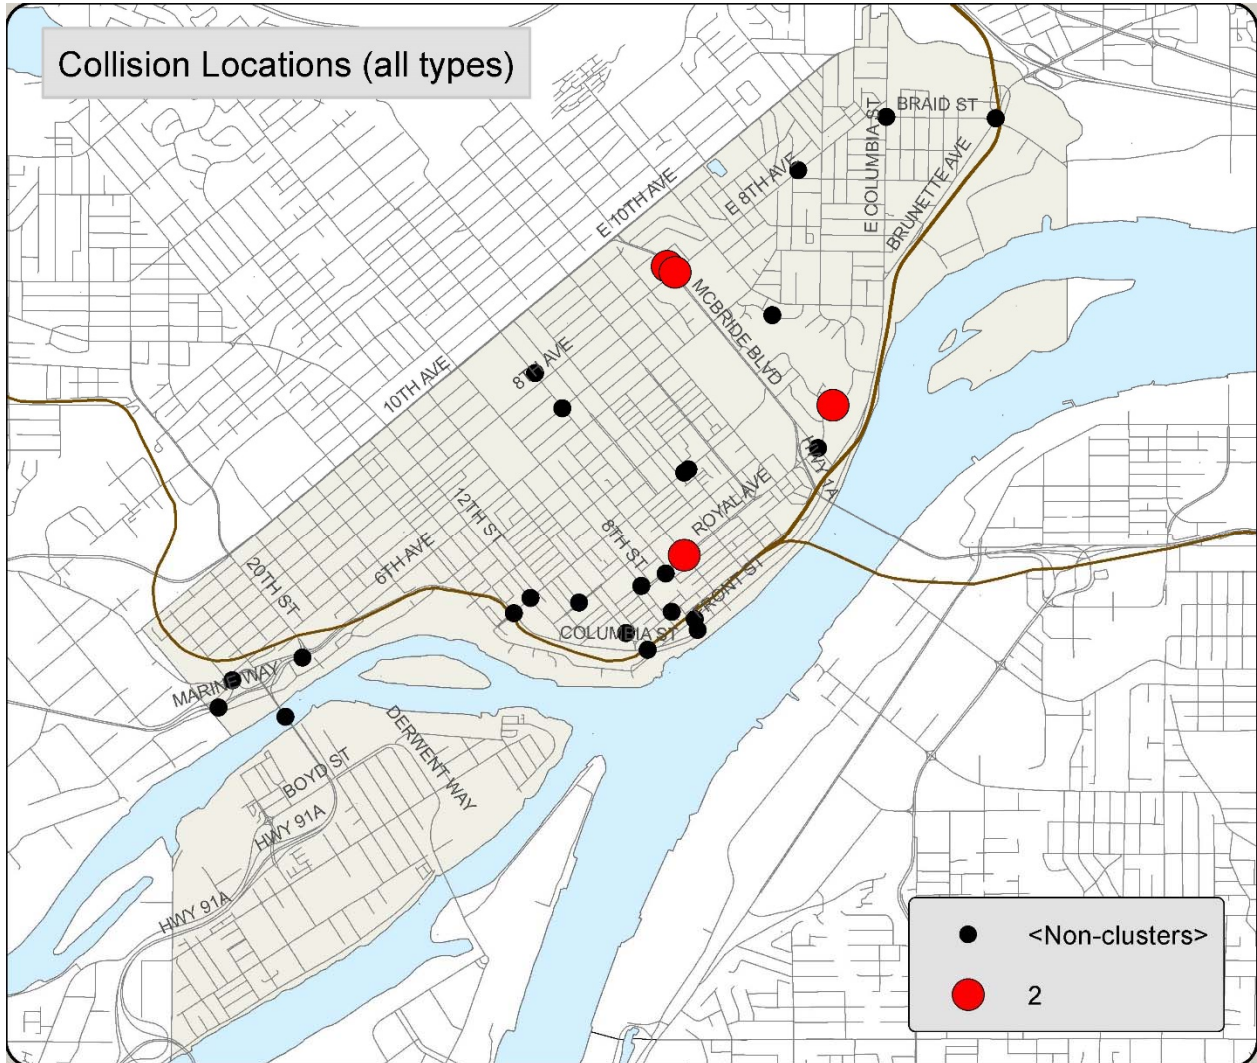 Collision Locations (all types)
BRAID ST
E COLUMBIA ST
E 8TH AVE
BRUNETTE AVE
E 10TH AVE
MCBRIDE BLVD
8TH AVE
10TH AVE
HWY 1A
ROYAL AVE
12TH ST
8TH ST
6TH AVE
20TH ST
FRONT ST
COLUMBIA ST
MARINE WAY
DERWENT WAY
BOYD ST
HWY 91A
HWY 91A
<Non-clusters>
2